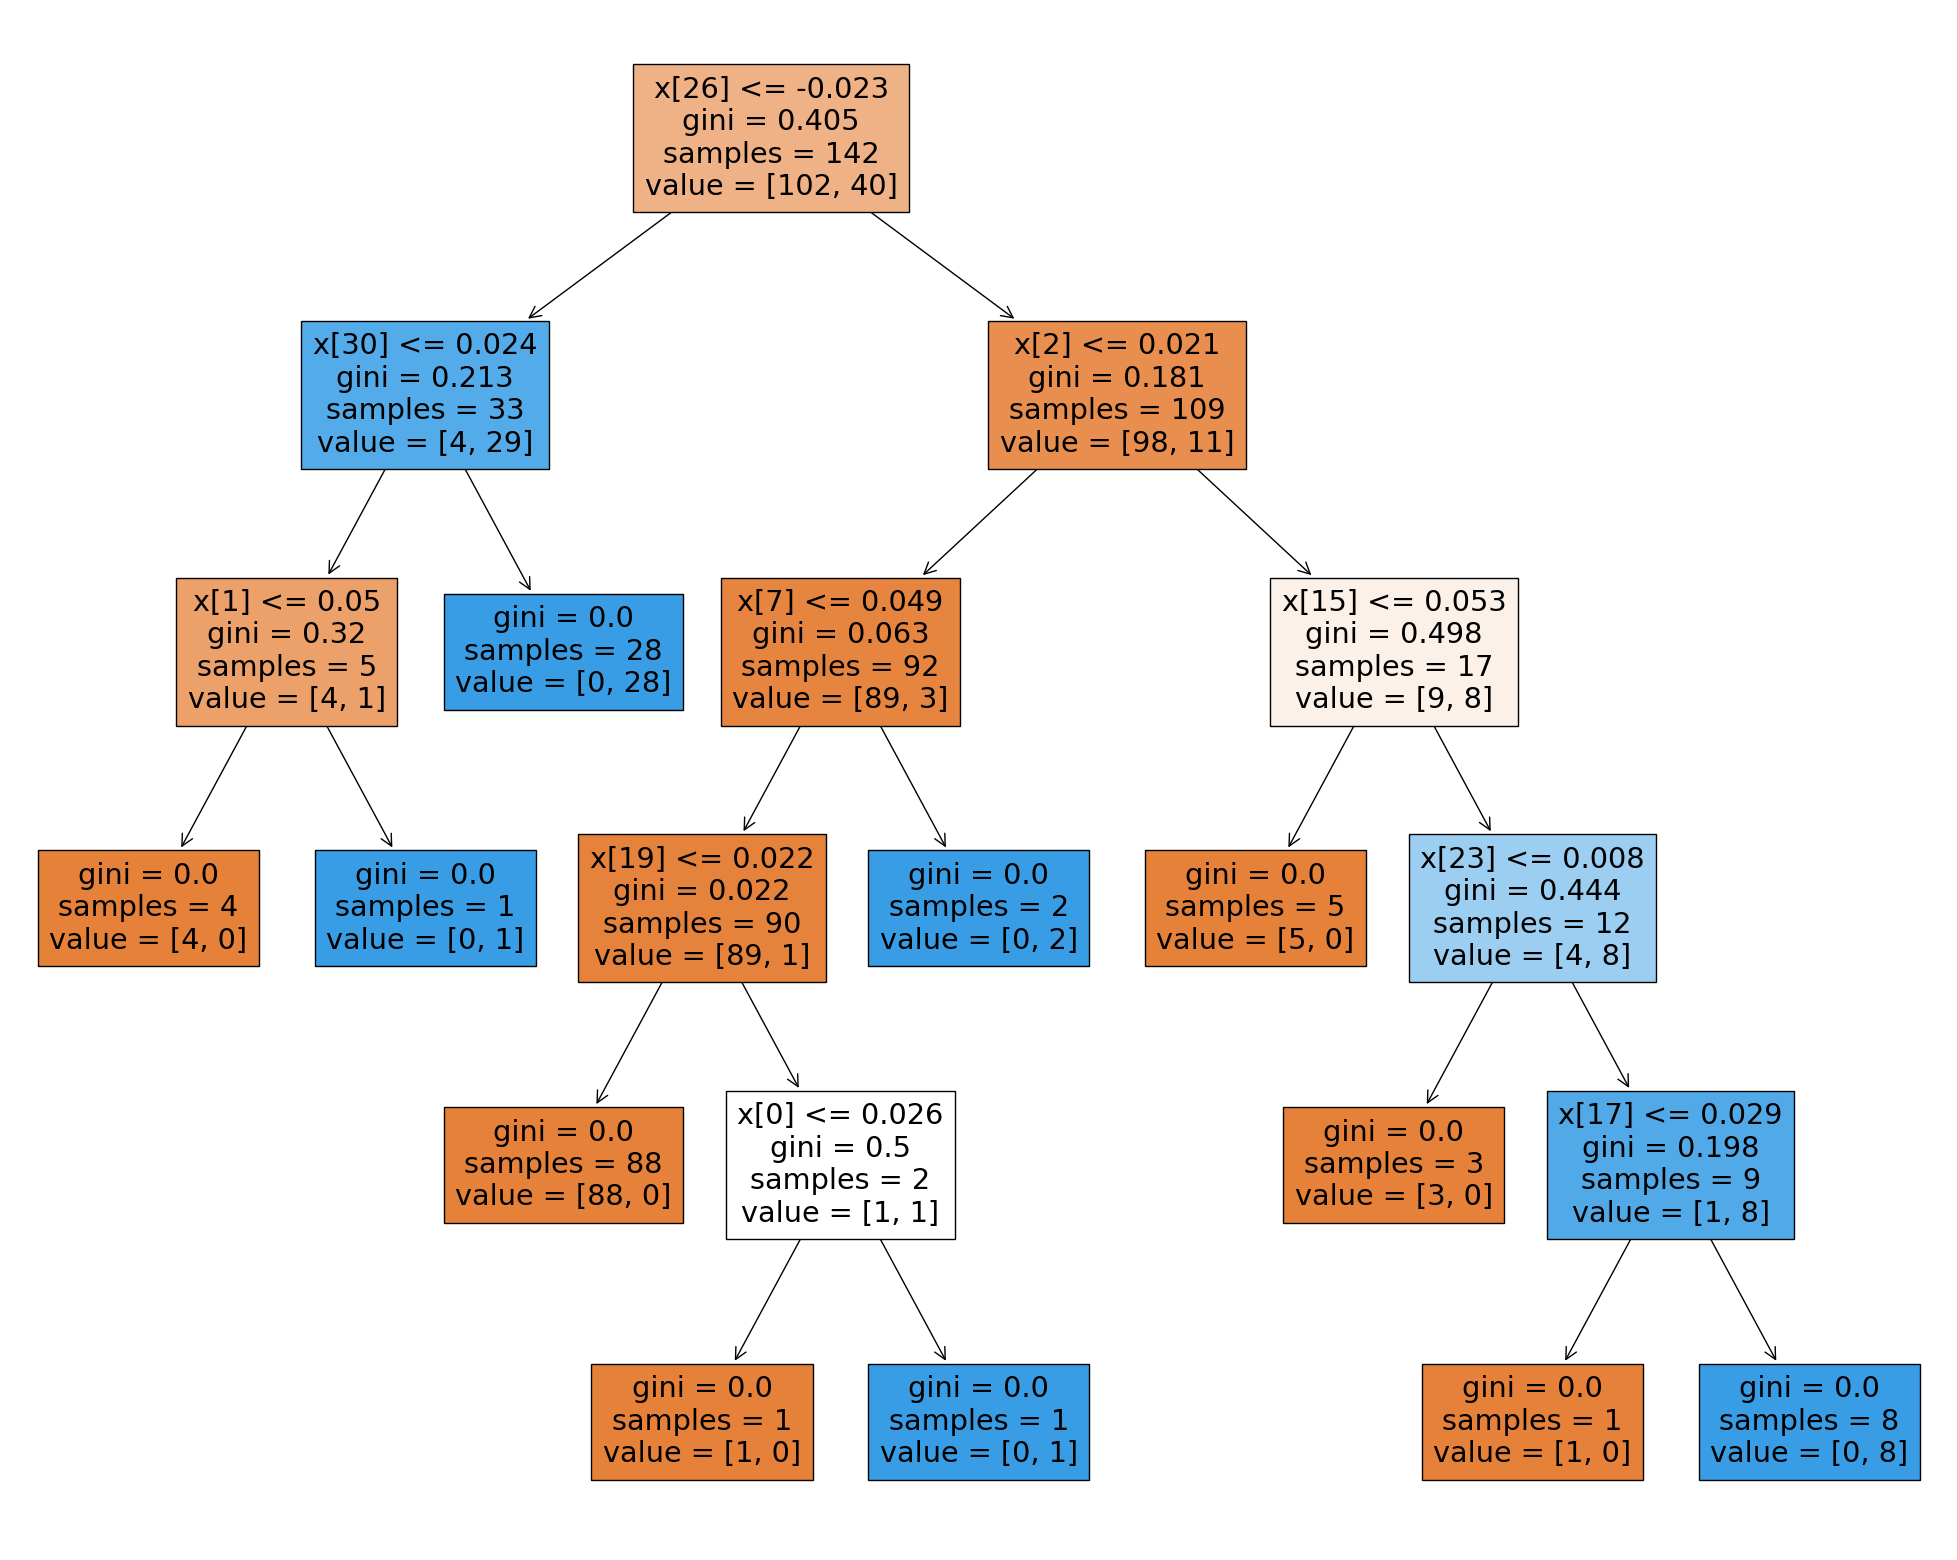 x[26] <= -0.023
gini = 0.405
samples = 142
value = [102, 40]
x[30] <= 0.024
gini = 0.213
samples = 33
value = [4, 29]
x[2] <= 0.021
gini = 0.181
samples = 109
value = [98, 11]
x[1] <= 0.05
gini = 0.32
samples = 5
value = [4, 1]
gini = 0.0
samples = 28
value = [0, 28]
x[7] <= 0.049
gini = 0.063
samples = 92
value = [89, 3]
x[15] <= 0.053
gini = 0.498
samples = 17
value = [9, 8]
gini = 0.0
samples = 4
value = [4, 0]
gini = 0.0
samples = 1
value = [0, 1]
x[19] <= 0.022
gini = 0.022
samples = 90
value = [89, 1]
gini = 0.0
samples = 2
value = [0, 2]
gini = 0.0
samples = 5
value = [5, 0]
x[23] <= 0.008
gini = 0.444
samples = 12
value = [4, 8]
gini = 0.0
samples = 88
value = [88, 0]
x[0] <= 0.026
gini = 0.5
samples = 2
value = [1, 1]
gini = 0.0
samples = 3
value = [3, 0]
x[17] <= 0.029
gini = 0.198
samples = 9
value = [1, 8]
gini = 0.0
samples = 1
value = [1, 0]
gini = 0.0
samples = 1
value = [0, 1]
gini = 0.0
samples = 1
value = [1, 0]
gini = 0.0
samples = 8
value = [0, 8]